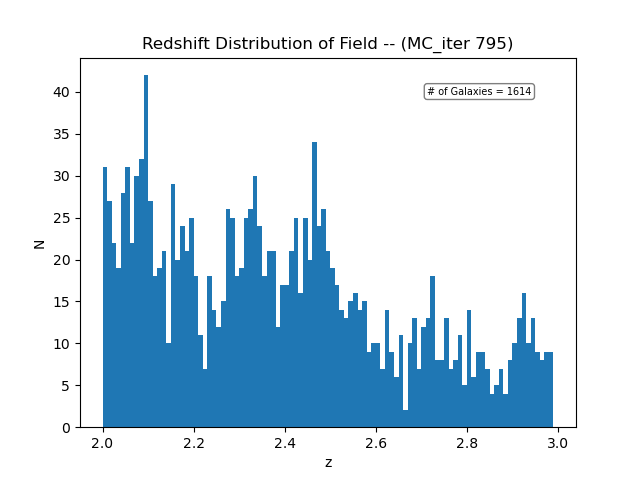 Redshift Distribution of Field -- (MC_iter 795)
# of Galaxies = 1614
40
35
30
25
20
15
10
5
0
N
2.0 2.2 2.4 2.6 2.8 3.0
z